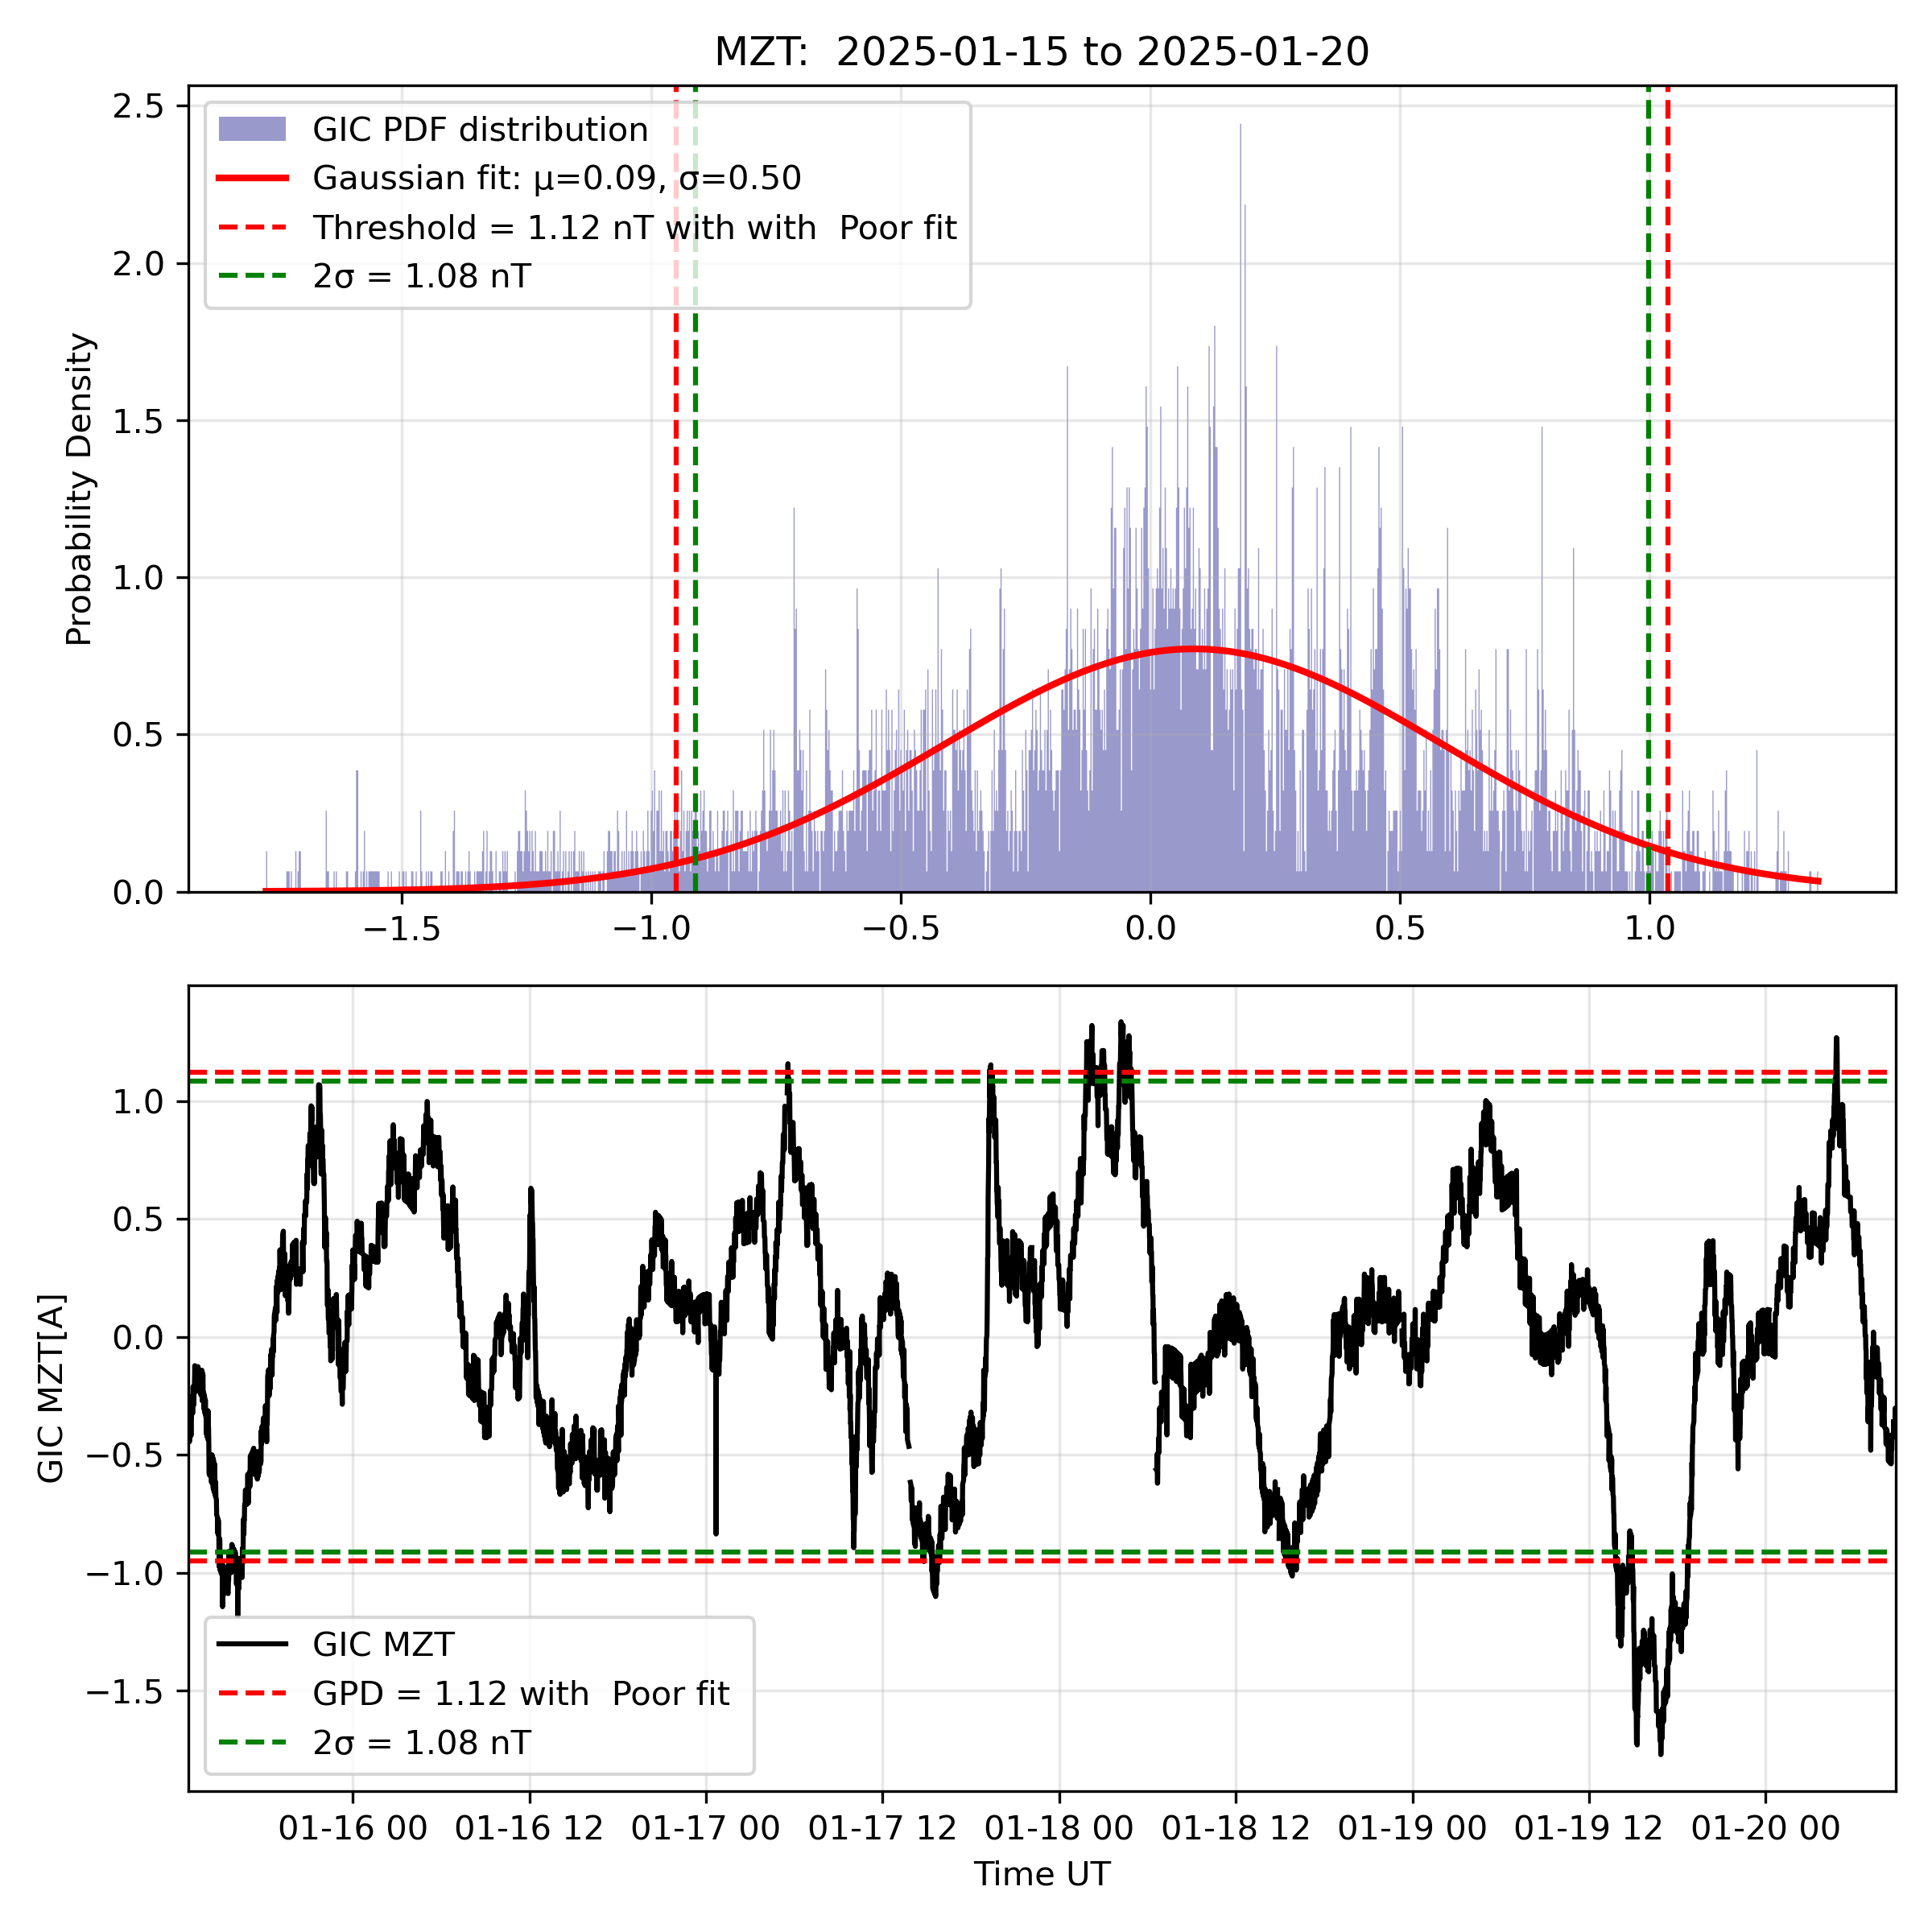 MZT:  2025-01-15 to 2025-01-20
2.5
2.0
1.5
1.0
0.5
0.0
Probability Density
GIC PDF distribution
Gaussian fit: μ=0.09, σ=0.50
Threshold = 1.12 nT with with  Poor fit
2σ = 1.08 nT
−1.5 −1.0 −0.5 0.0 0.5 1.0
1.0
0.5
0.0
−0.5
−1.0
−1.5
GIC MZT[A]
GIC MZT
GPD = 1.12 with  Poor fit
2σ = 1.08 nT
01-16 00 01-16 12 01-17 00 01-17 12 01-18 00 01-18 12 01-19 00 01-19 12 01-20 00
Time UT